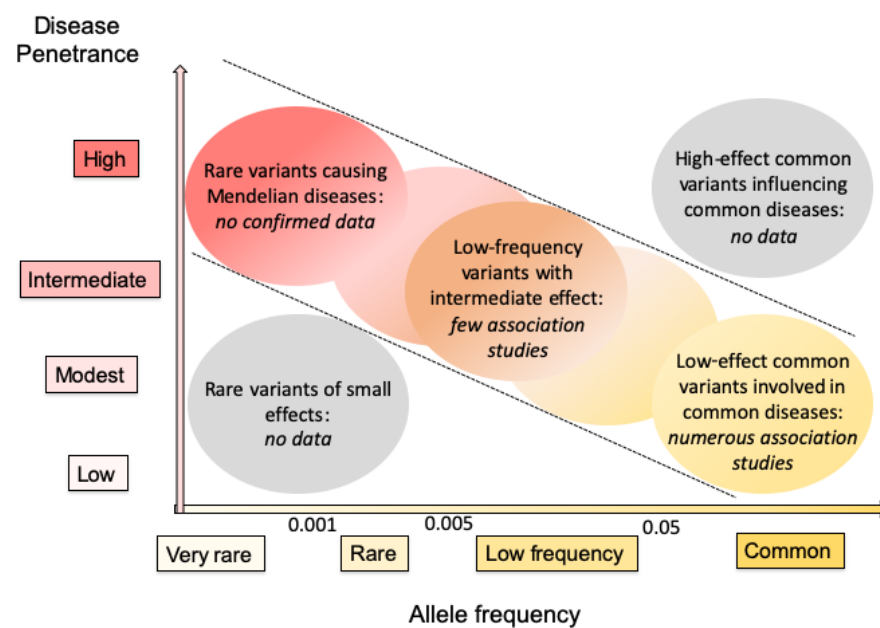 Disease
Penetrance
High
Rare variants causing
Mendelian diseases:
no confirmed data
High-effect common
variants influencing
common diseases:
no data
Intermediate
Low-frequency
variants with
intermediate effect:
few association
studies
Modest
Rare variants of small
effects:
no data
Low-effect common
variants involved in
common diseases:
numerous association
studies
Low
0.001
0.005
0.05
Very rare
Rare
Low frequency
Common
Allele frequency